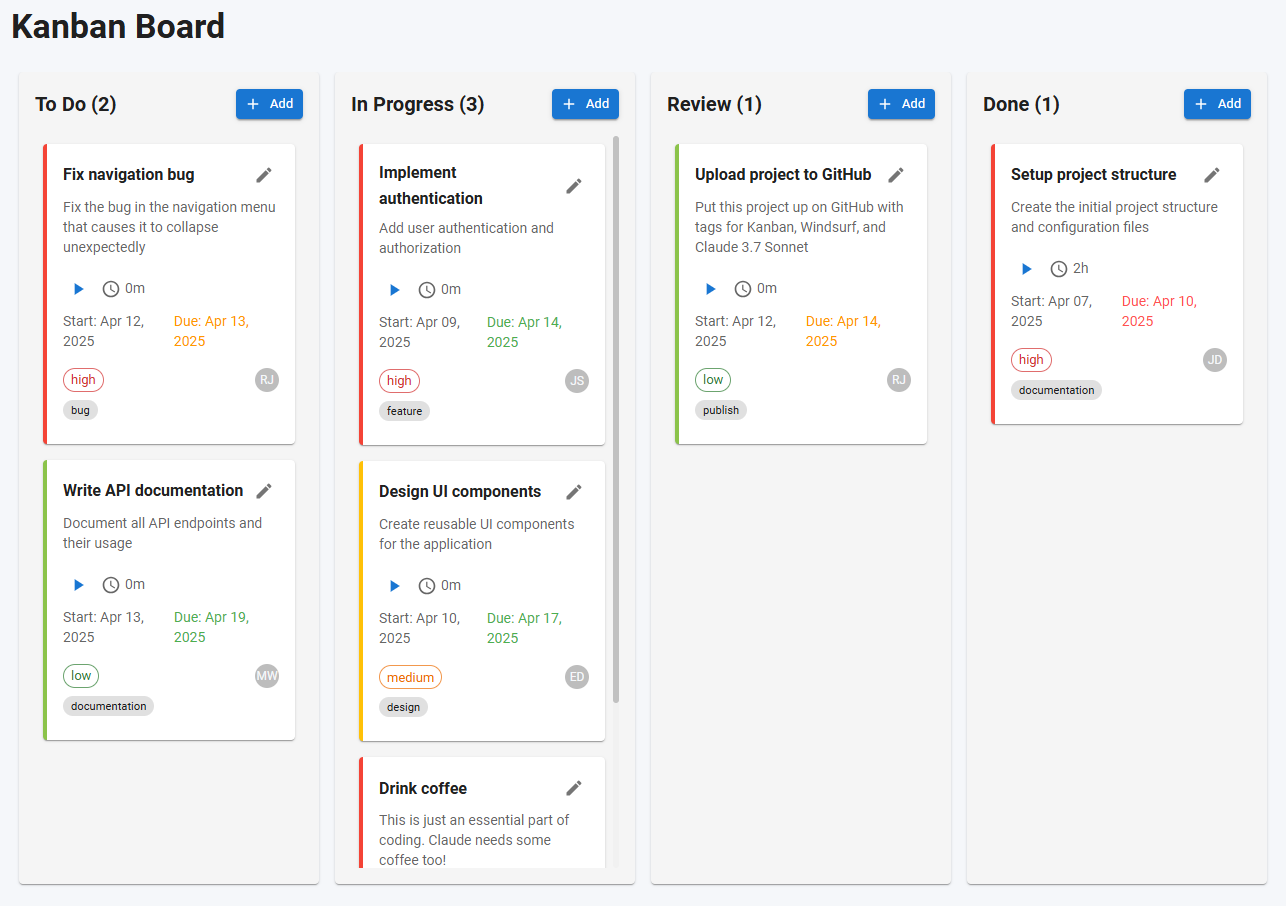 Kanban Board
To Do (2)
Add
Fix navigation bug
Fix the bug in the navigation menu
that causes it to collapse
unexpectedly
0m
Start: Apr 12,
2025
Due: Apr 13,
2025
high
RJ
bug
Write API documentation
Document all API endpoints and
their usage
0m
Start: Apr 13,
2025
Due: Apr 19,
2025
low
MW
documentation
In Progress (3)
Add
Implement
authentication
Add user authentication and
authorization
0m
Start: Apr 09,
2025
Due: Apr 14,
2025
high
JS
feature
Design UI components
Create reusable UI components
for the application
0m
Start: Apr 10,
2025
Due: Apr 17,
2025
medium
ED
design
Drink coffee
This is just an essential part of
coding. Claude needs some
coffee too!
Review (1)
Add
Upload project to GitHub
Put this project up on GitHub with
tags for Kanban, Windsurf, and
Claude 3.7 Sonnet
0m
Start: Apr 12,
2025
Due: Apr 14,
2025
low
RJ
publish
Done (1)
Add
Setup project structure
Create the initial project structure
and configuration files
2h
Start: Apr 07,
2025
Due: Apr 10,
2025
high
JD
documentation